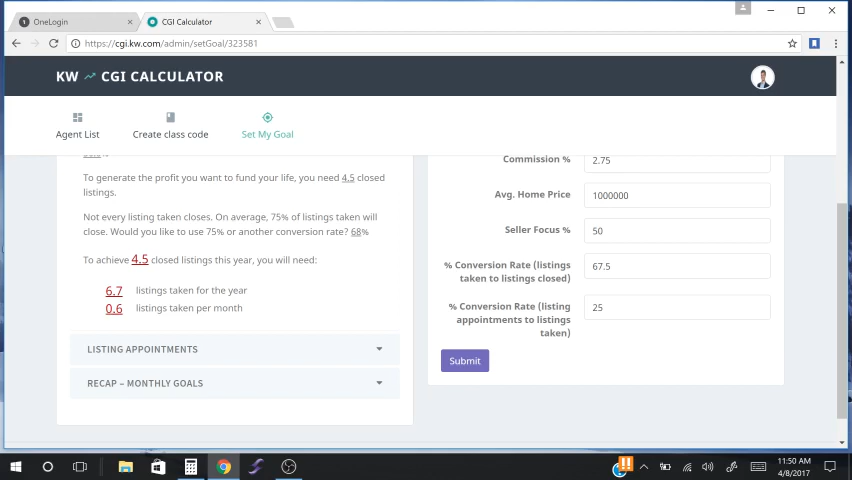 OneLogin
CGI Calculator
https://cgi.kw.com/admin/setGoal/323581
KW CGI CALCULATOR
Agent List
Create class code
Set My Goal
To generate the profit you want to fund your life, you need 4.5 closed
listings.
Not every listing taken closes. On average, 75% of listings taken will
close. Would you like to use 75% or another conversion rate? 68%
To achieve 4.5 closed listings this year, you will need:
6.7 listings taken for the year
0.6 listings taken per month
LISTING APPOINTMENTS
RECAP – MONTHLY GOALS
Commission % 2.75
Avg. Home Price 1000000
Seller Focus % 50
% Conversion Rate (listings
taken to listings closed) 67.5
% Conversion Rate (listing
appointments to listings
taken) 25
Submit
11:50 AM
4/8/2017